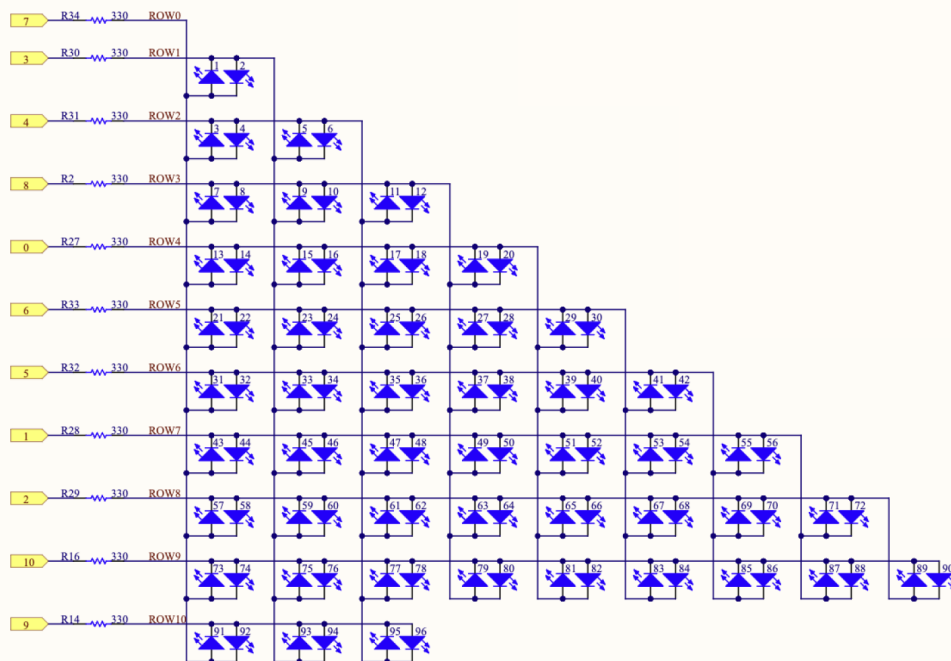 7 R34 330 ROW0
3 R30 330 ROW1
1 2
4 R31 330 ROW2
3 4 5 6
8 R2 330 ROW3
7 8 9 10 11 12
0 R27 330 ROW4
13 14 15 16 17 18 19 20
6 R33 330 ROW5
21 22 23 24 25 26 27 28 29 30
5 R32 330 ROW6
31 32 33 34 35 36 37 38 39 40 41 42
1 R28 330 ROW7
43 44 45 46 47 48 49 50 51 52 53 54 55 56
2 R29 330 ROW8
57 58 59 60 61 62 63 64 65 66 67 68 69 70 71 72
10 R16 330 ROW9
73 74 75 76 77 78 79 80 81 82 83 84 85 86 87 88 89 90
9 R14 330 ROW10
91 92 93 94 95 96